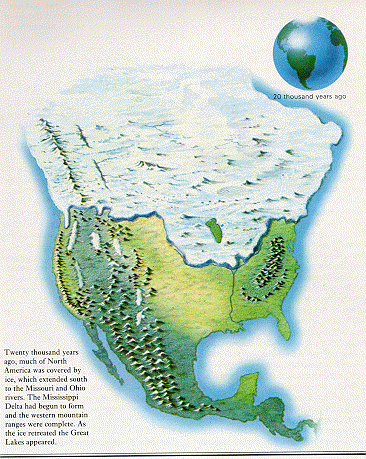 20 thousand years ago
Twenty thousand years
ago, much of North
America was covered by
ice, which extended south
to the Missouri and Ohio
rivers. The Mississippi
Delta had begun to form
and the western mountain
ranges were complete. As
the ice retreated the Great
Lakes appeared.